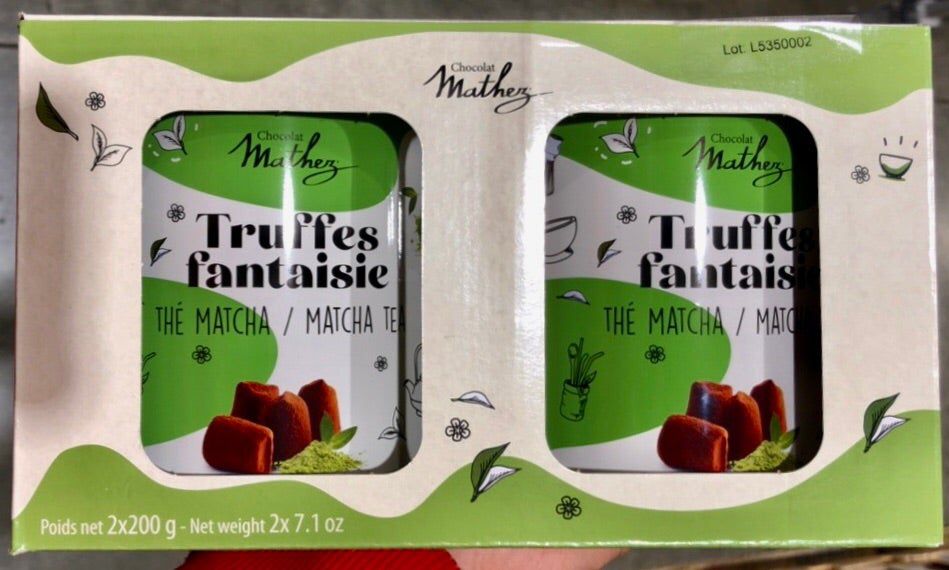 Lot: L5350002
Chocolat
Mathez
Chocolat
Mathez
Truffes
fantaisie
THÉ MATCHA / MATCHA TEA
Chocolat
Mathez
Truffes
fantaisie
THÉ MATCHA / MATCHA
Poids net 2x200 g - Net weight 2x 7.1 oz